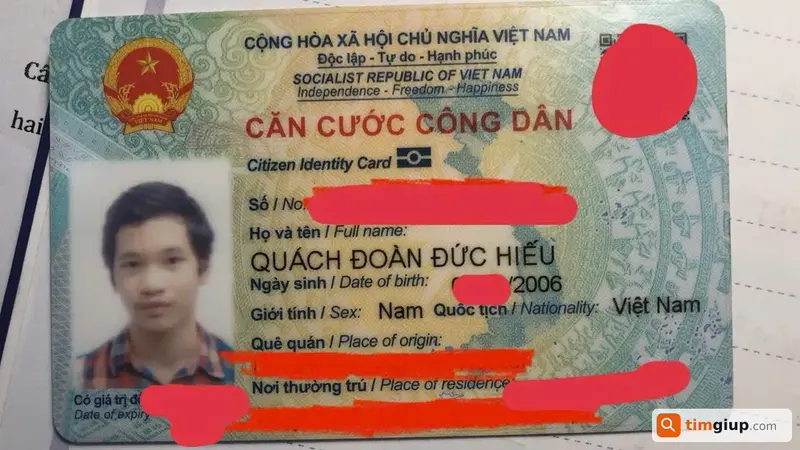 Cá
hai
CỘNG HÒA XÃ HỘI CHỦ NGHĨA VIỆT NAM
Độc lập - Tự do - Hạnh phúc
SOCIALIST REPUBLIC OF VIET NAM
Independence - Freedom - Happiness
CĂN CƯỚC CÔNG DÂN
Citizen Identity Card
Số / No.
Họ và tên / Full name:
QUÁCH ĐOÀN ĐỨC HIẾU
Ngày sinh / Date of birth: /2006
Giới tính / Sex: Nam Quốc tịch / Nationality: Việt Nam
Quê quán / Place of origin:
Nơi thường trú / Place of residence
Có giá trị
Date of expiry
timgiup.com